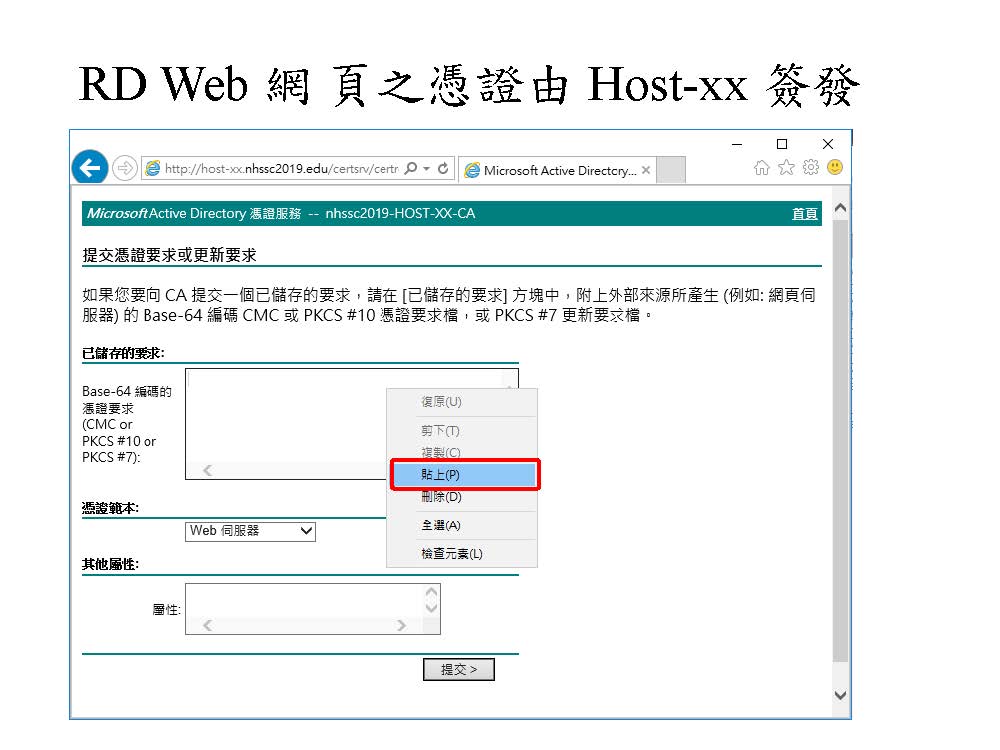 RD Web 網 頁之憑證由 Host-xx 簽發
http://host-xx.nhssc2019.edu/certsrv/certr
Microsoft Active Directory...
Microsoft Active Directory 憑證服務 -- nhssc2019-HOST-XX-CA 首頁
提交憑證要求或更新要求
如果您要向 CA 提交一個已儲存的要求，請在 [已儲存的要求] 方塊中，附上外部來源所產生 (例如: 網頁伺
服器) 的 Base-64 編碼 CMC 或 PKCS #10 憑證要求檔，或 PKCS #7 更新要求檔。
已儲存的要求:
Base-64 編碼的
憑證要求
(CMC or
PKCS #10 or
PKCS #7):
復原(U)
剪下(T)
複製(C)
貼上(P)
刪除(D)
全選(A)
檢查元素(L)
憑證範本:
Web 伺服器
其他屬性:
屬性:
提交 >